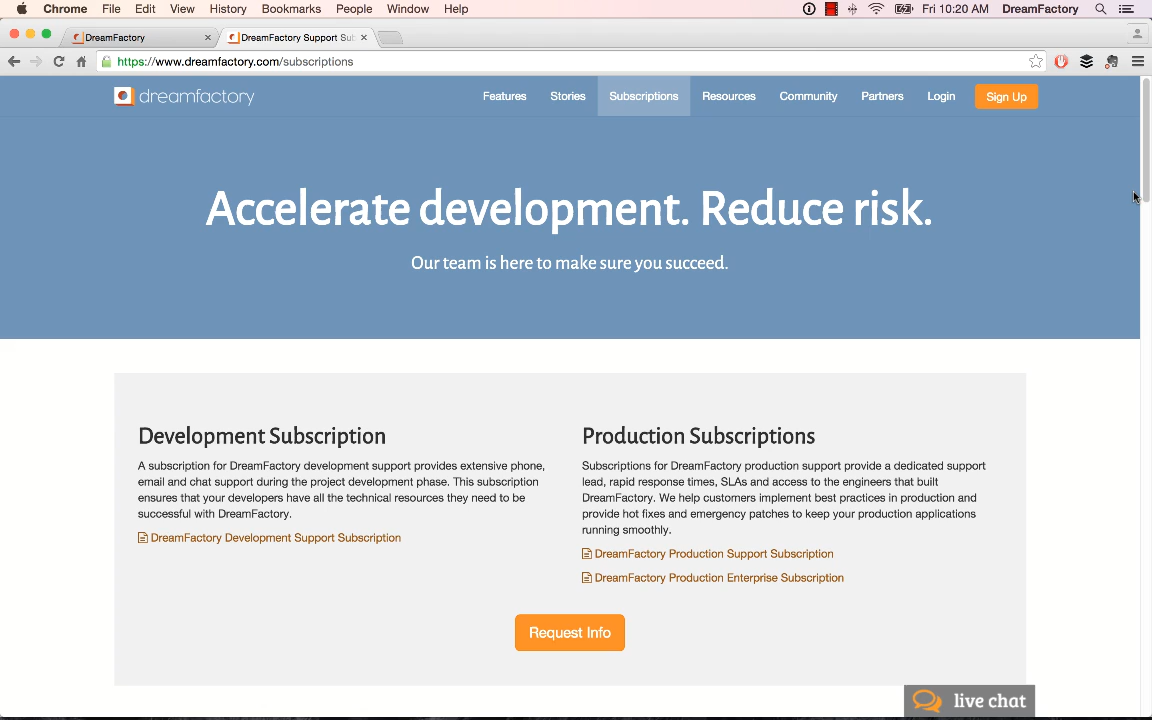 Chrome File Edit View History Bookmarks People Window Help Fri 10:20 AM DreamFactory
DreamFactory
DreamFactory Support Sub
https://www.dreamfactory.com/subscriptions
dreamfactory
Features Stories Subscriptions Resources Community Partners Login Sign Up
Accelerate development. Reduce risk.
Our team is here to make sure you succeed.
Development Subscription
A subscription for DreamFactory development support provides extensive phone,
email and chat support during the project development phase. This subscription
ensures that your developers have all the technical resources they need to be
successful with DreamFactory.
DreamFactory Development Support Subscription
Production Subscriptions
Subscriptions for DreamFactory production support provide a dedicated support
lead, rapid response times, SLAs and access to the engineers that built
DreamFactory. We help customers implement best practices in production and
provide hot fixes and emergency patches to keep your production applications
running smoothly.
DreamFactory Production Support Subscription
DreamFactory Production Enterprise Subscription
Request Info
live chat